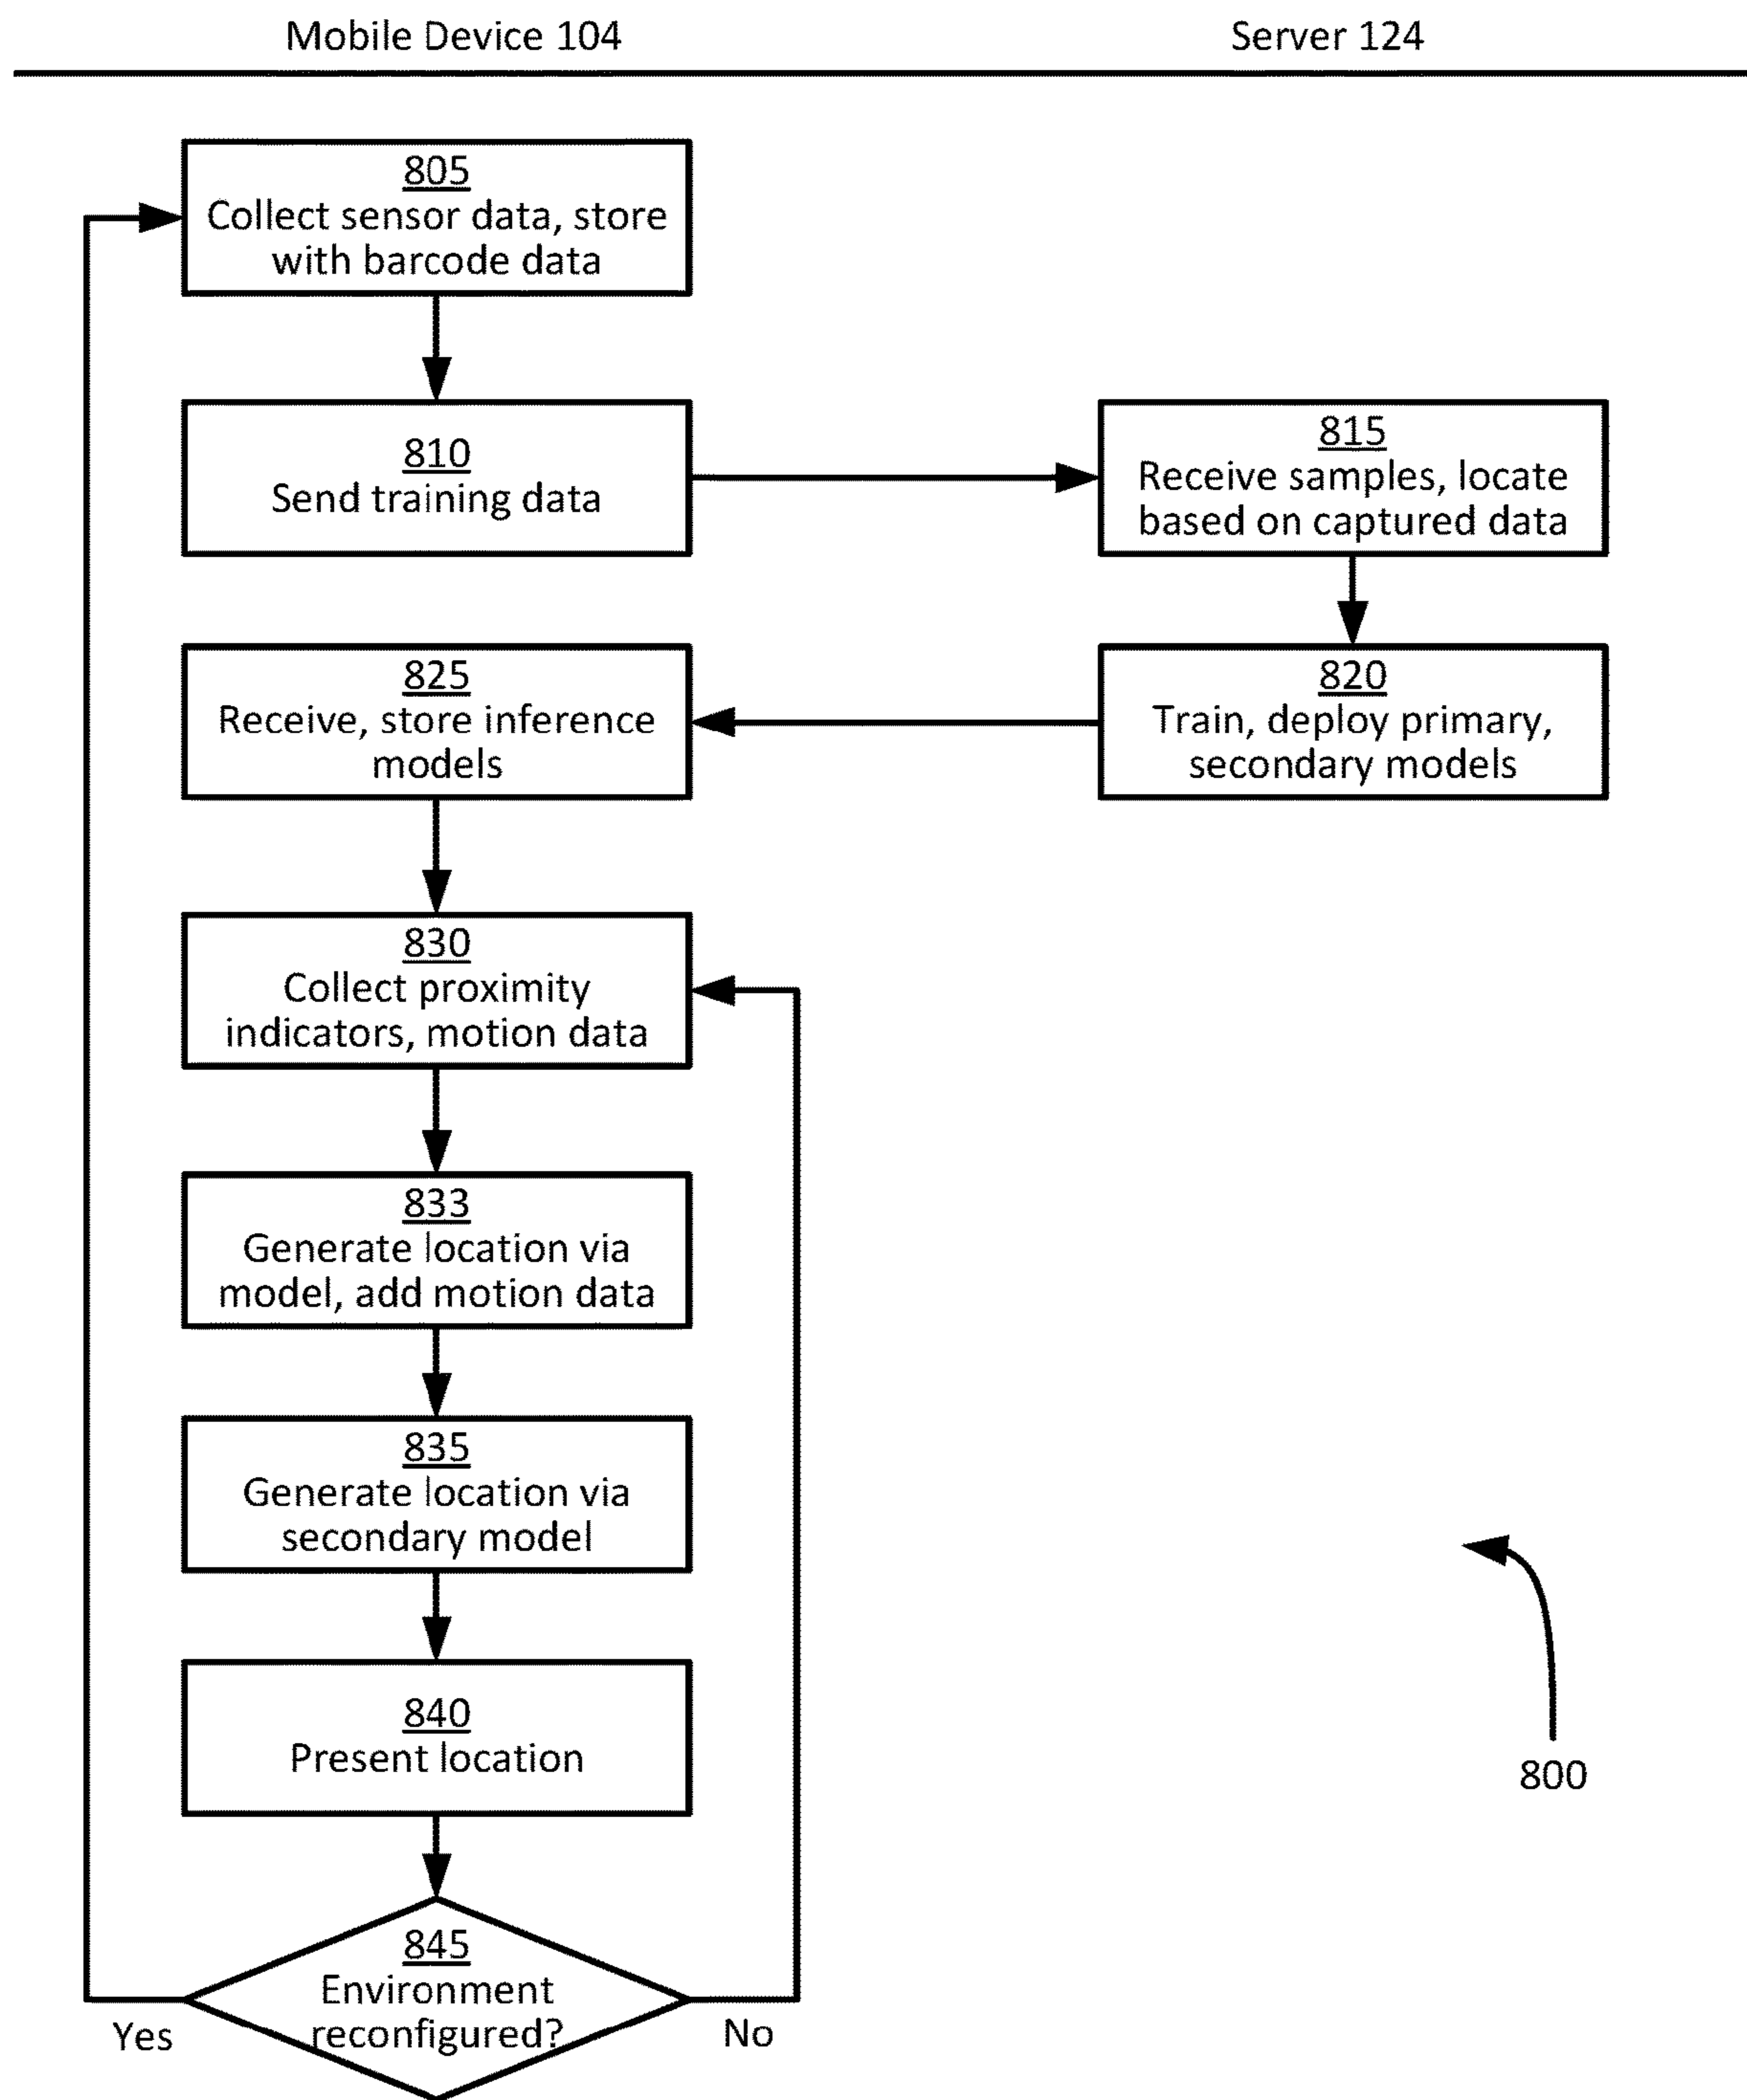 Mobile Device 104
Server 124
805
Collect sensor data, store
with barcode data
810
Send training data
815
Receive samples, locate
based on captured data
825
Receive, store inference
models
820
Train, deploy primary,
secondary models
830
Collect proximity
indicators, motion data
833
Generate location via
model, add motion data
835
Generate location via
secondary model
840
Present location
800
845
Environment
reconfigured?
Yes
No